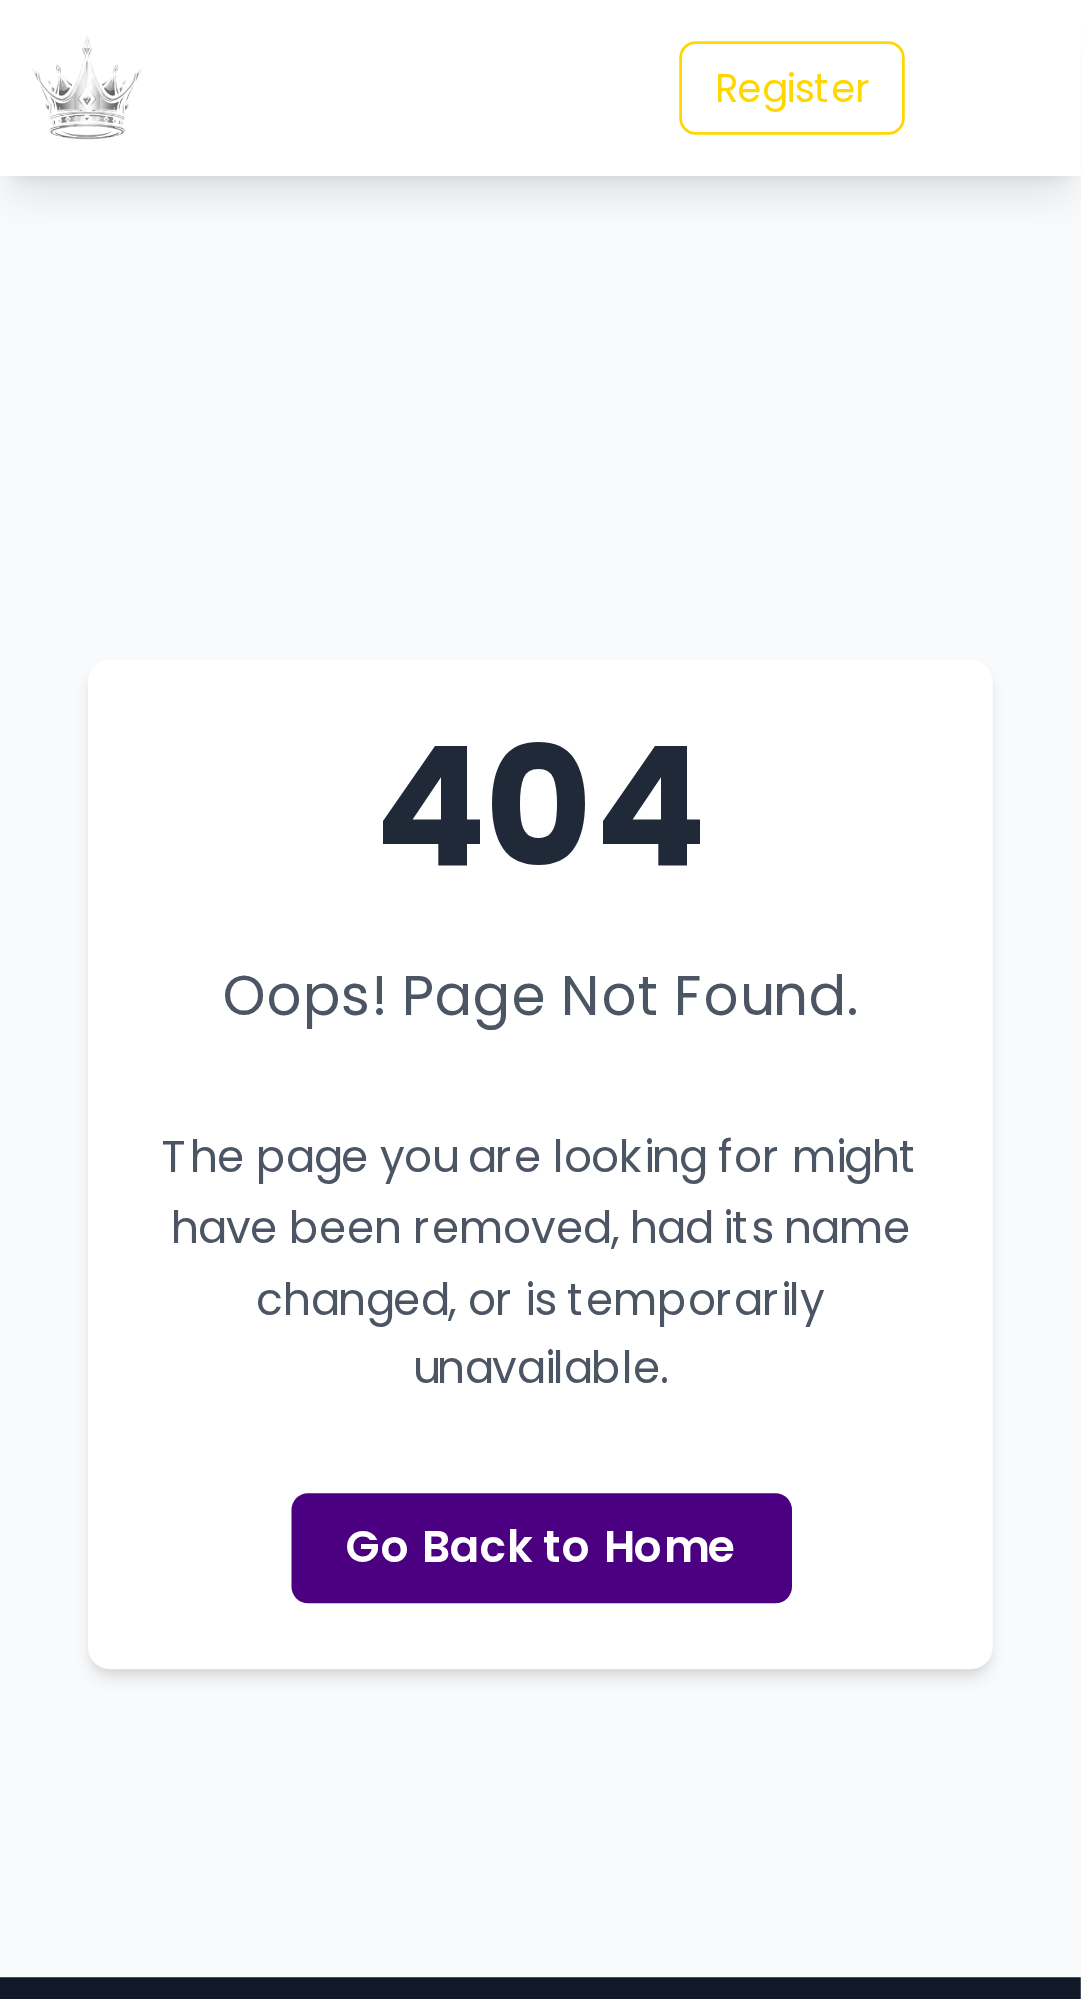 Register
404
Oops! Page Not Found.
The page you are looking for might
have been removed, had its name
changed, or is temporarily
unavailable.
Go Back to Home